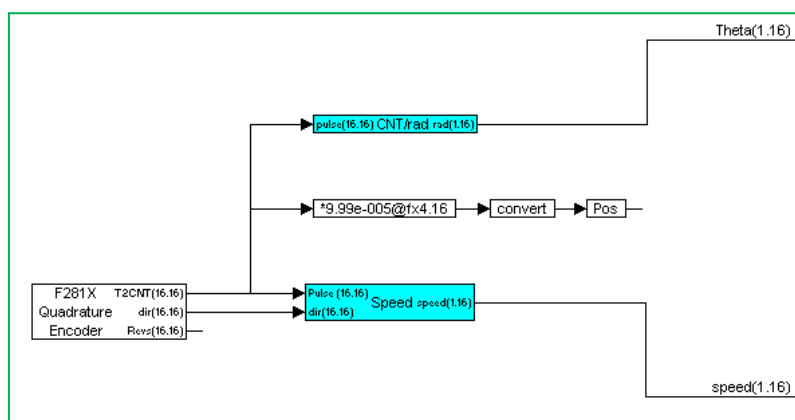 Theta(1.16)
pulse(16.16) CNT/rad rad(1.16)
*9.99e-005@fx4.16 convert Pos
F281X T2CNT(16.16)
Quadrature dir(16.16)
Encoder Revs(16.16)
Pulse (16.16)
dir(16.16)
Speed speed(1.16)
speed(1.16)